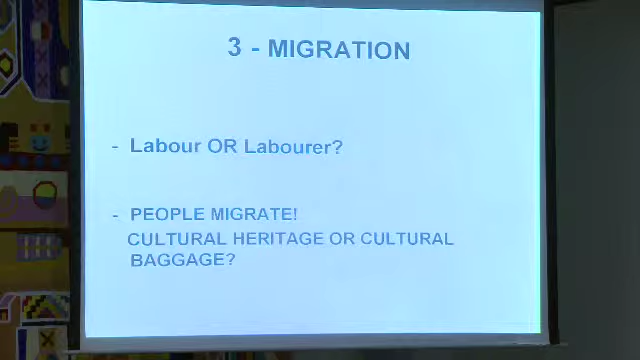 3 - MIGRATION
- Labour OR Labourer?
- PEOPLE MIGRATE!
CULTURAL HERITAGE OR CULTURAL
BAGGAGE?